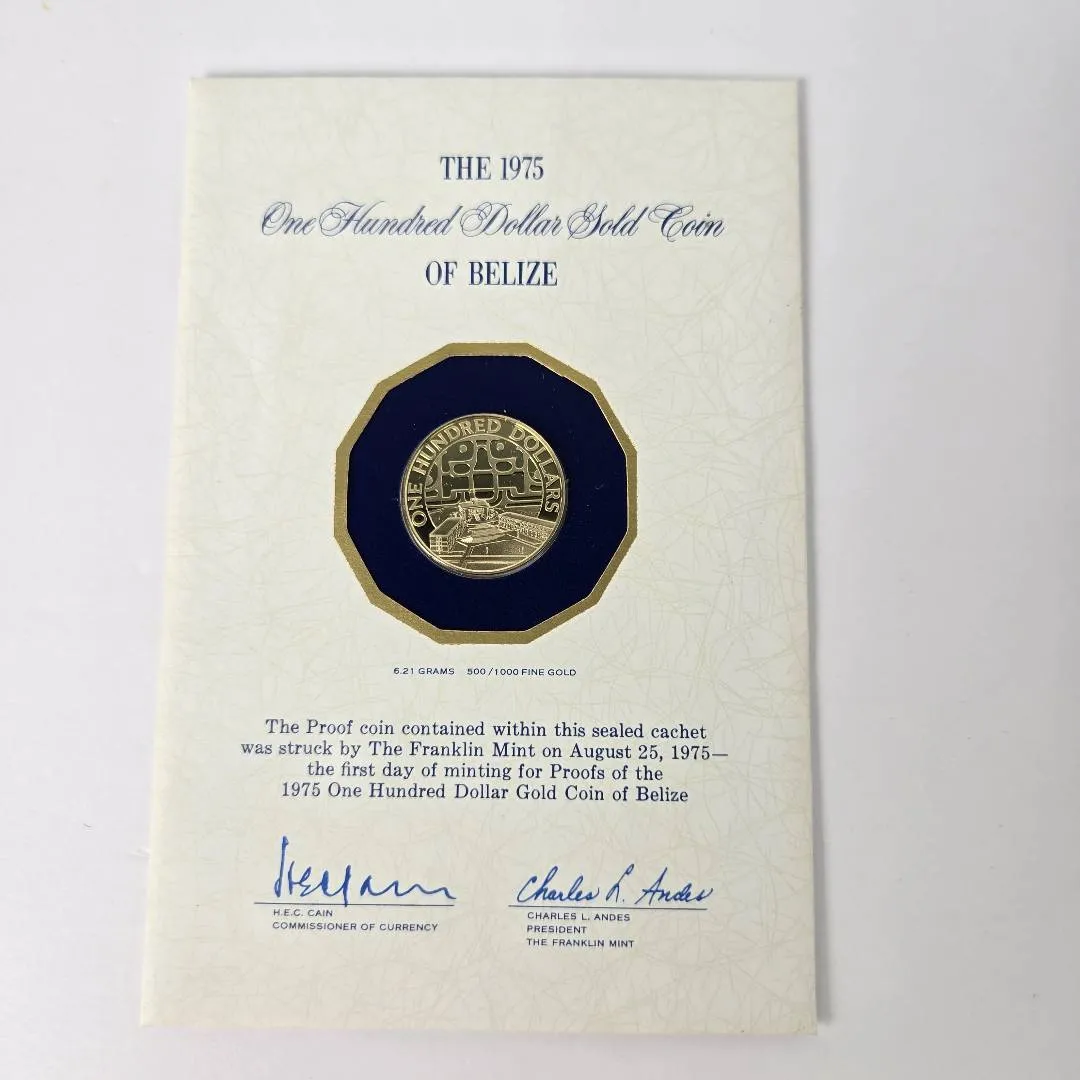 THE 1975
One Hundred Dollar Gold Coin
OF BELIZE
ONE HUNDRED DOLLARS
6.21 GRAMS 500/1000 FINE GOLD
The Proof coin contained within this sealed cachet
was struck by The Franklin Mint on August 25, 1975—
the first day of minting for Proofs of the
1975 One Hundred Dollar Gold Coin of Belize
Charles L. Andes
H.E.C. CAIN
COMMISSIONER OF CURRENCY
CHARLES L. ANDES
PRESIDENT
THE FRANKLIN MINT